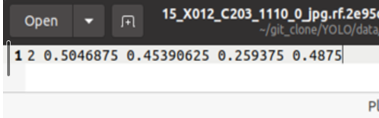 Open
15_X012_C203_1110_0_jpg.rf.2e95
~/git_clone/YOLO/data
1 2 0.5046875 0.45390625 0.259375 0.4875
Pl